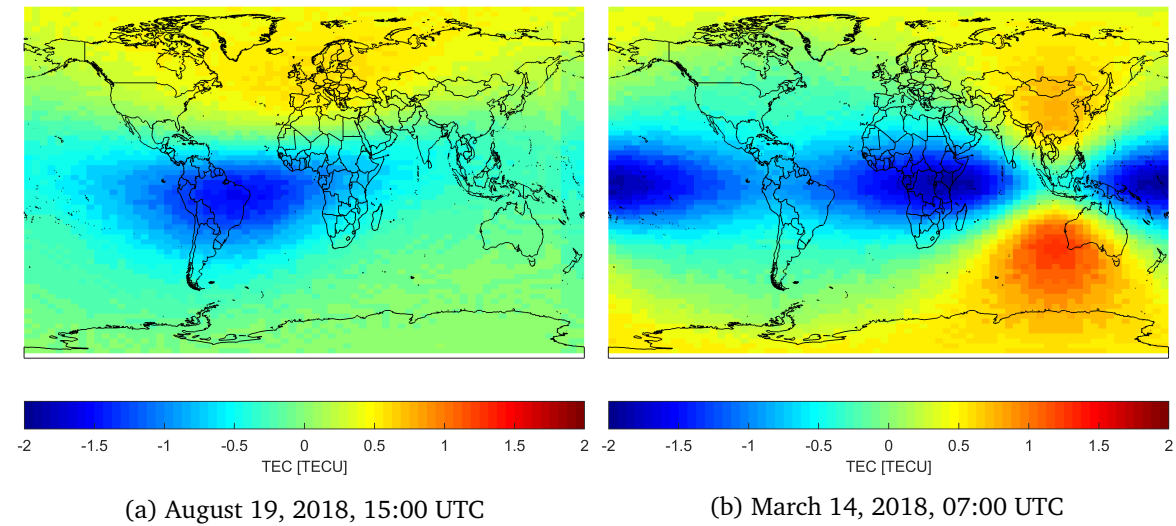 -2 -1.5 -1 -0.5 0 0.5 1 1.5 2
TEC [TECU]
(a) August 19, 2018, 15:00 UTC
-2 -1.5 -1 -0.5 0 0.5 1 1.5 2
TEC [TECU]
(b) March 14, 2018, 07:00 UTC